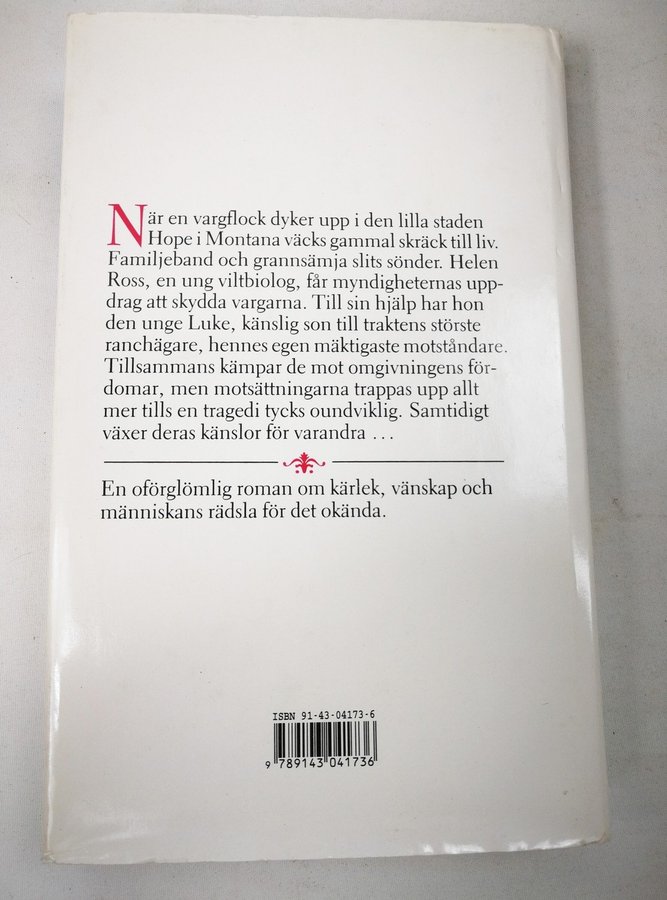 När en vargflock dyker upp i den lilla staden
Hope i Montana väcks gammal skräck till liv.
Familjeband och grannsämja slits sönder. Helen
Ross, en ung viltbiolog, får myndigheternas upp-
drag att skydda vargarna. Till sin hjälp har hon
den unge Luke, känslig son till traktens störste
ranchägare, hennes egen mäktigaste motståndare.
Tillsammans kämpar de mot omgivningens för-
domar, men motsättningarna trappas upp allt
mer tills en tragedi tycks oundviklig. Samtidigt
växer deras känslor för varandra ...
En oförglömlig roman om kärlek, vänskap och
människans rädsla för det okända.
ISBN 91-43-04173-6
9 789143 041736